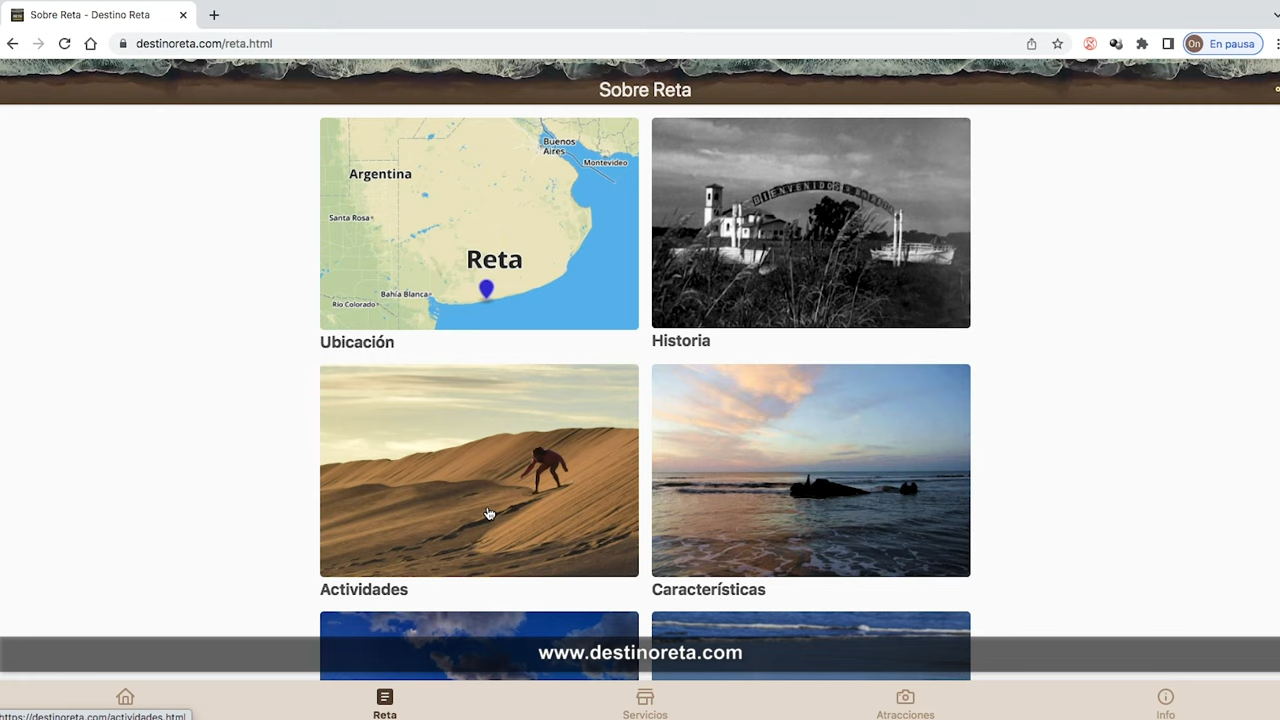 Sobre Reta - Destino Reta
destinoreta.com/reta.html
On
En pausa
Sobre Reta
Buenos
Aires
Montevideo
Argentina
Santa Rosa
Reta
Bahía Blanca
Río Colorado
Ubicación
BIENVENIDOS A
Historia
Actividades
Características
www.destinoreta.com
Reta
Servicios
Atracciones
Info
https://destinoreta.com/actividades.html